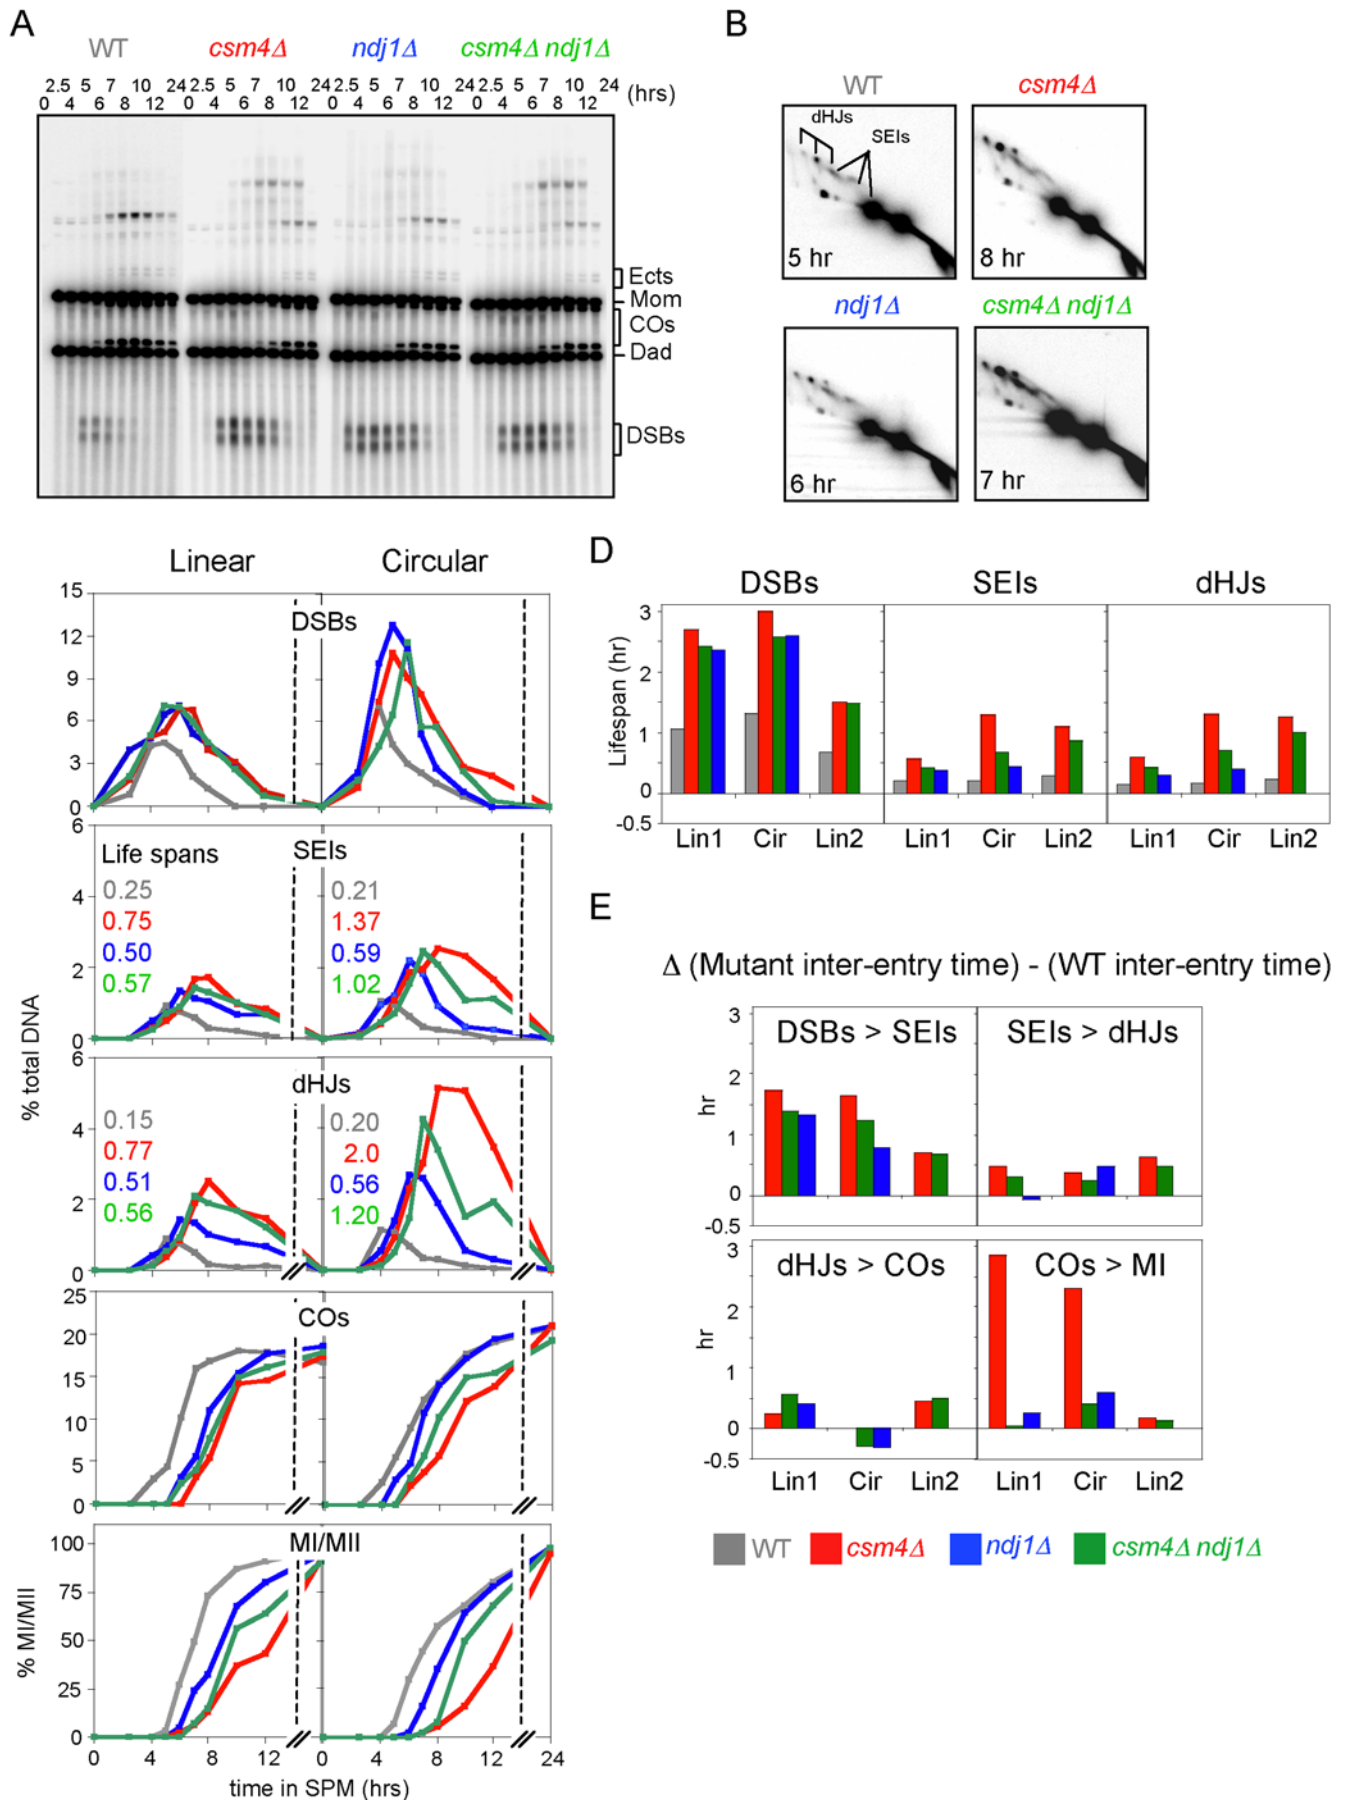 A
WT csm4Δ ndj1Δ csm4Δ ndj1Δ
2.5 5 7 10 24 2.5 5 7 10 24 2.5 5 7 10 24 2.5 5 7 10 24
0 4 6 8 12 0 4 6 8 12 0 4 6 8 12 0 4 6 8 12 (hrs)
Ects
Mom
COs
Dad
DSBs
B
WT csm4Δ
dHJs
SEIs
5 hr 8 hr
ndj1Δ csm4Δ ndj1Δ
6 hr 7 hr
Linear Circular
15
12
9
6
3
0
DSBs
6
4
2
0
Life spans SEIs
0.25 0.21
0.75 1.37
0.50 0.59
0.57 1.02
% total DNA
6
4
2
0
dHJs
0.15 0.20
0.77 2.0
0.51 0.56
0.56 1.20
25
20
15
10
5
0
COs
100
75
50
25
0
MI/MII
% MI/MII
0 4 8 12 0 4 8 12 24
time in SPM (hrs)
D
DSBs SEIs dHJs
Lifespan (hr)
3
2
1
0
-0.5
Lin1 Cir Lin2 Lin1 Cir Lin2 Lin1 Cir Lin2
E
Δ (Mutant inter-entry time) - (WT inter-entry time)
DSBs > SEIs SEIs > dHJs
hr
3
2
1
0
-0.5
dHJs > COs COs > MI
hr
3
2
1
0
-0.5
Lin1 Cir Lin2 Lin1 Cir Lin2
WT csm4Δ ndj1Δ csm4Δ ndj1Δ